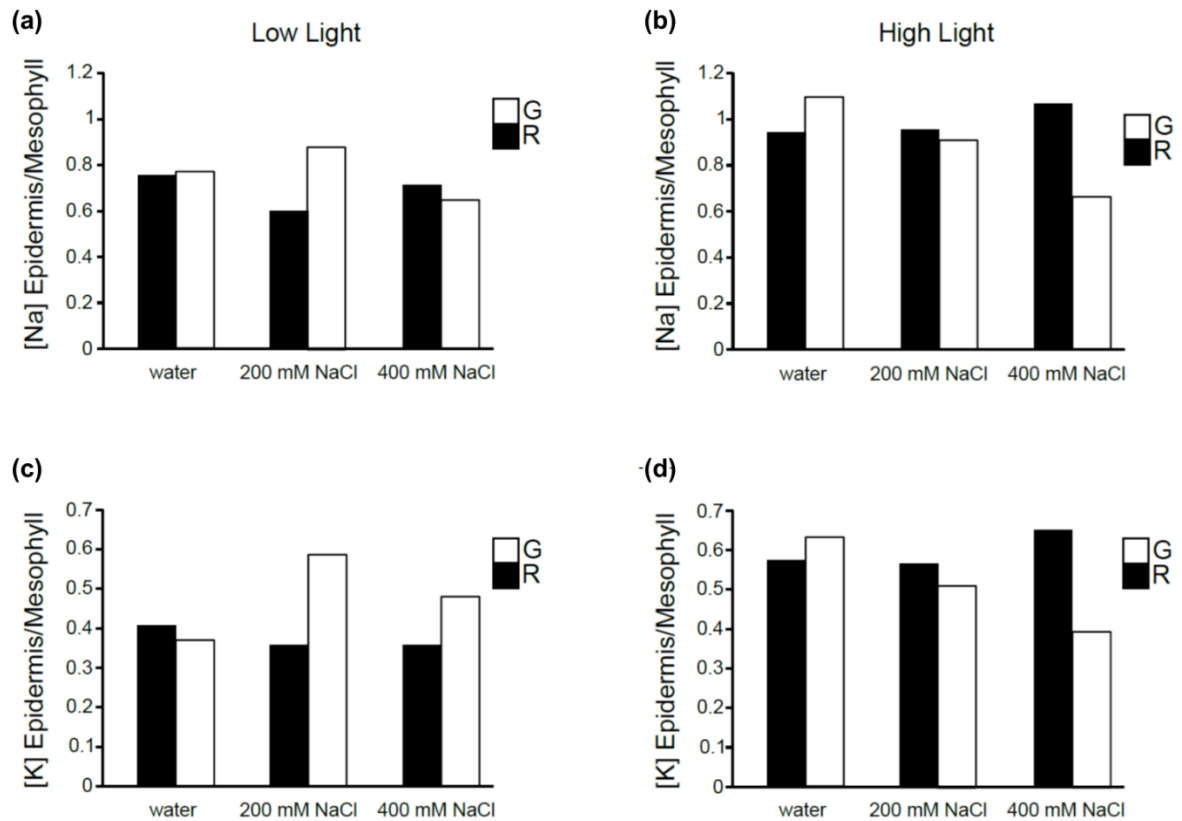 (a)
Low Light
[Na] Epidermis/Mesophyll
1.2
1
0.8
0.6
0.4
0.2
0
water
200 mM NaCl
400 mM NaCl
G
R
(b)
High Light
[Na] Epidermis/Mesophyll
1.2
1
0.8
0.6
0.4
0.2
0
water
200 mM NaCl
400 mM NaCl
G
R
(c)
[K] Epidermis/Mesophyll
0.7
0.6
0.5
0.4
0.3
0.2
0.1
0
water
200 mM NaCl
400 mM NaCl
G
R
(d)
[K] Epidermis/Mesophyll
0.7
0.6
0.5
0.4
0.3
0.2
0.1
0
water
200 mM NaCl
400 mM NaCl
G
R